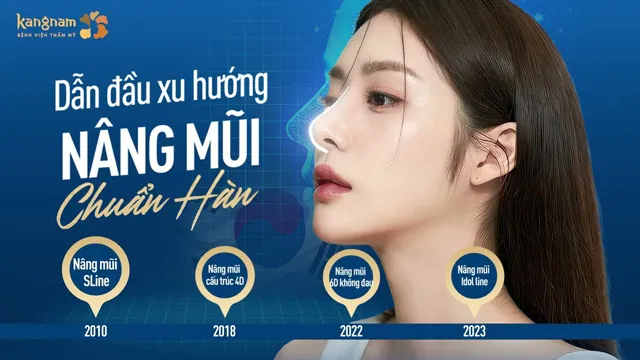 kangnam
BỆNH VIỆN THẨM MỸ
Dẫn đầu xu hướng
NÂNG MŨI
Chuẩn Hàn
Nâng mũi
SLine
Nâng mũi
cấu trúc 4D
Nâng mũi
6D không đau
Nâng mũi
Idol line
2010
2018
2022
2023